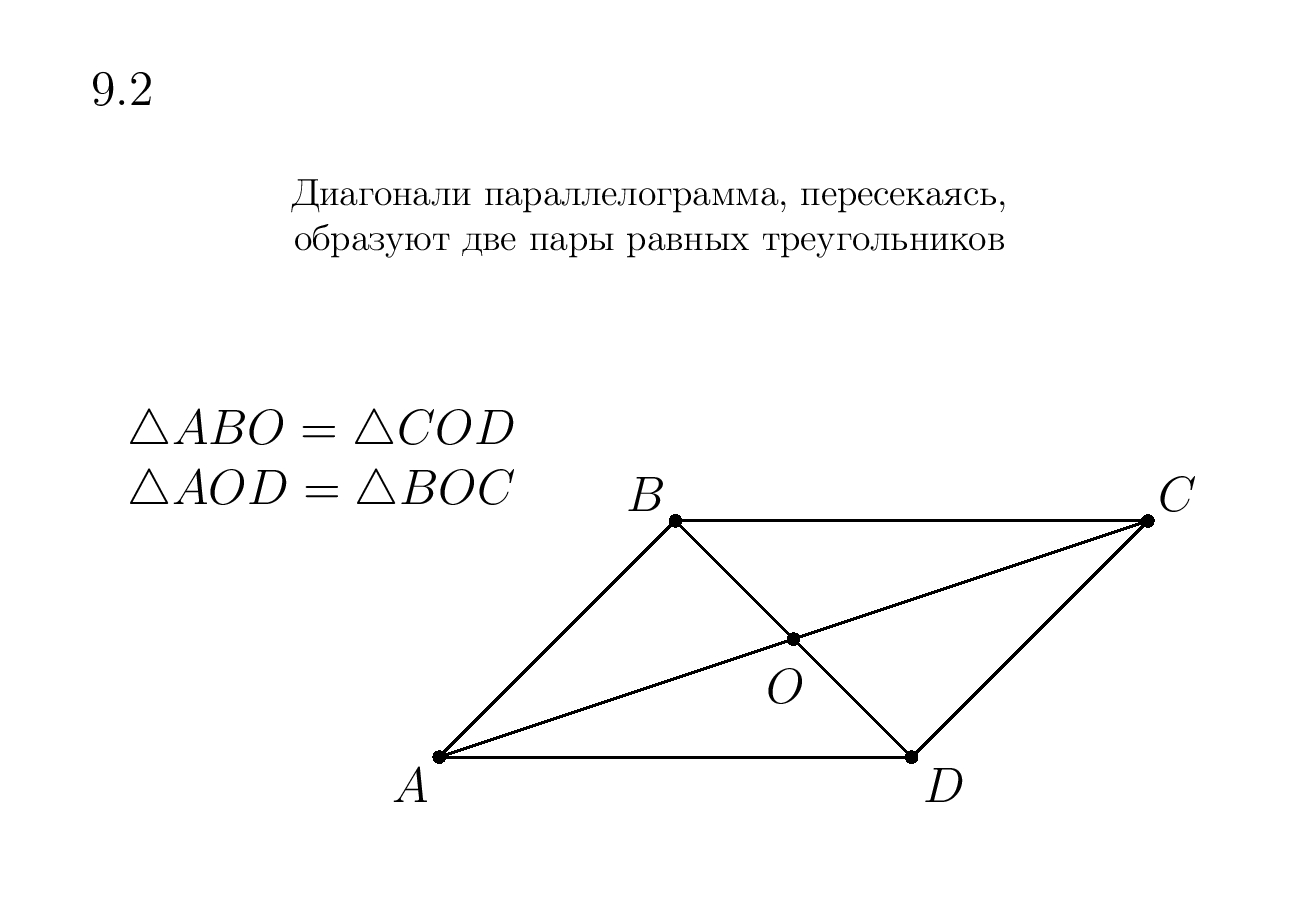 9.2
Диагонали параллелограмма, пересекаясь,
образуют две пары равных треугольников
△ABO = △COD
△AOD = △BOC
B
C
O
A
D